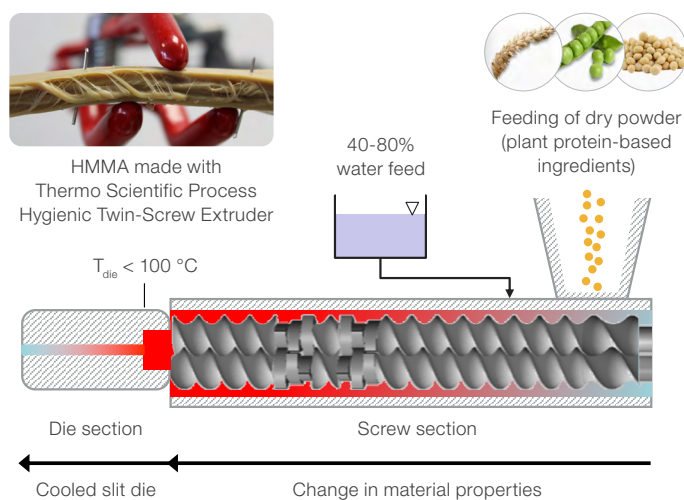 HMMA made with
Thermo Scientific Process
Hygienic Twin-Screw Extruder
40-80%
water feed
Feeding of dry powder
(plant protein-based
ingredients)
T_die < 100 °C
Die section
Screw section
Cooled slit die
Change in material properties